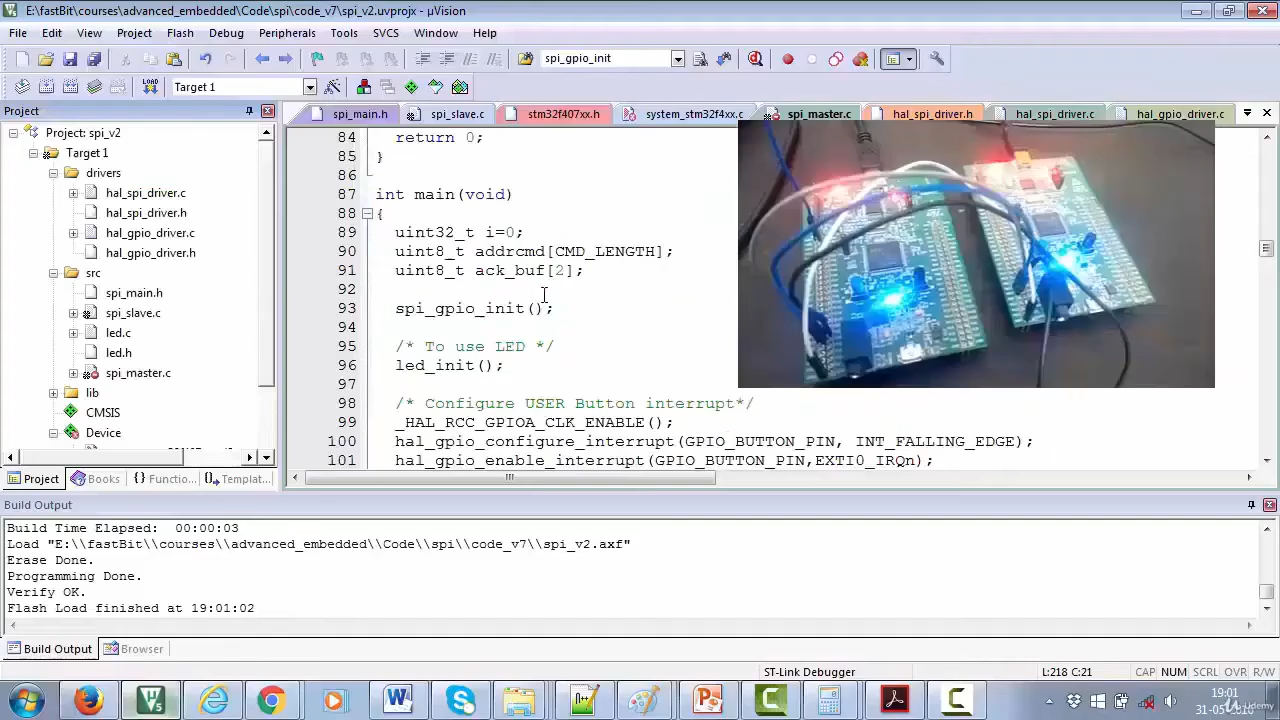 E:\fastBit\courses\advanced_embedded\Code\spi\code_v7\spi_v2.uvprojx - µVision
File Edit View Project Flash Debug Peripherals Tools SVCS Window Help
spi_gpio_init
LOAD Target 1
Project
spi_main.h spi_slave.c stm32f407xx.h system_stm32f4xx.c spi_master.c hal_spi_driver.h hal_spi_driver.c hal_gpio_driver.c
Project: spi_v2
Target 1
drivers
hal_spi_driver.c
hal_spi_driver.h
hal_gpio_driver.c
hal_gpio_driver.h
src
spi_main.h
spi_slave.c
led.c
led.h
spi_master.c
lib
CMSIS
Device
Project Books {} Functio... Templat...
84 return 0;
85 }
86
87 int main(void)
88 {
89 uint32_t i=0;
90 uint8_t addrcmd[CMD_LENGTH];
91 uint8_t ack_buf[2];
92
93 spi_gpio_init();
94
95 /* To use LED */
96 led_init();
97
98 /* Configure USER Button interrupt*/
99 _HAL_RCC_GPIOA_CLK_ENABLE();
100 hal_gpio_configure_interrupt(GPIO_BUTTON_PIN, INT_FALLING_EDGE);
101 hal_gpio_enable_interrupt(GPIO_BUTTON_PIN,EXTI0_IRQn);
Build Output
Build Time Elapsed: 00:00:03
Load "E:\\fastBit\\courses\\advanced_embedded\\Code\\spi\\code_v7\\spi_v2.axf"
Erase Done.
Programming Done.
Verify OK.
Flash Load finished at 19:01:02
Build Output Browser
ST-Link Debugger L:218 C:21 CAP NUM SCRL OVR R/W
19:01
Udemy